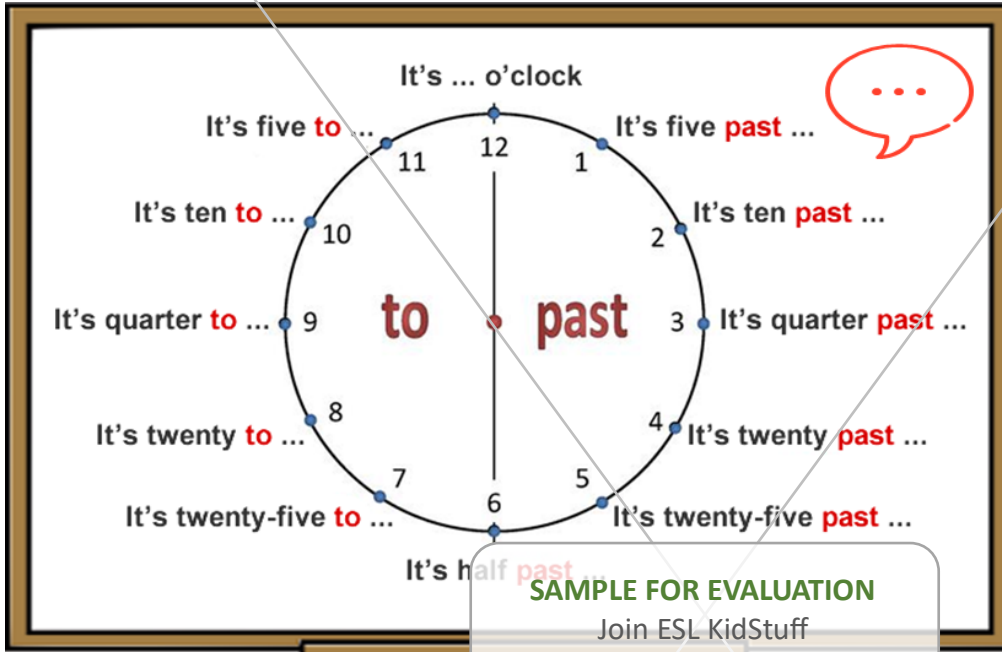 It's ... o'clock
It's five to ...
It's five past ...
11
12
1
It's ten to ...
It's ten past ...
10
2
It's quarter to ...
9
to
past
3
It's quarter past ...
8
4
It's twenty to ...
It's twenty past ...
7
5
6
It's twenty-five to ...
It's twenty-five past ...
It's half past ...
SAMPLE FOR EVALUATION
Join ESL KidStuff